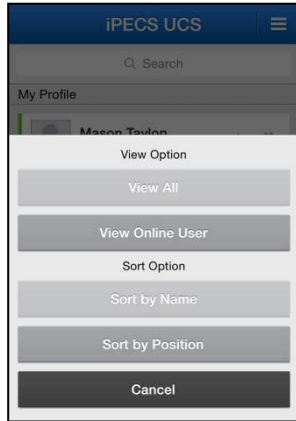 iPECS UCS
Search
My Profile
Mason Taylon
View Option
View All
View Online User
Sort Option
Sort by Name
Sort by Position
Cancel